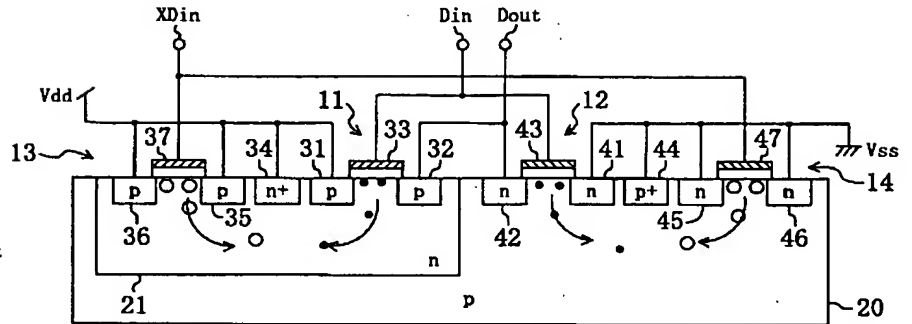 XDin Din Dout
Vdd
11 12
13 37 34 31 33 32 43 41 44 47 Vss
14
p p n+ p p n n p+ n n
36 35 42 45 46
n
21 p 20